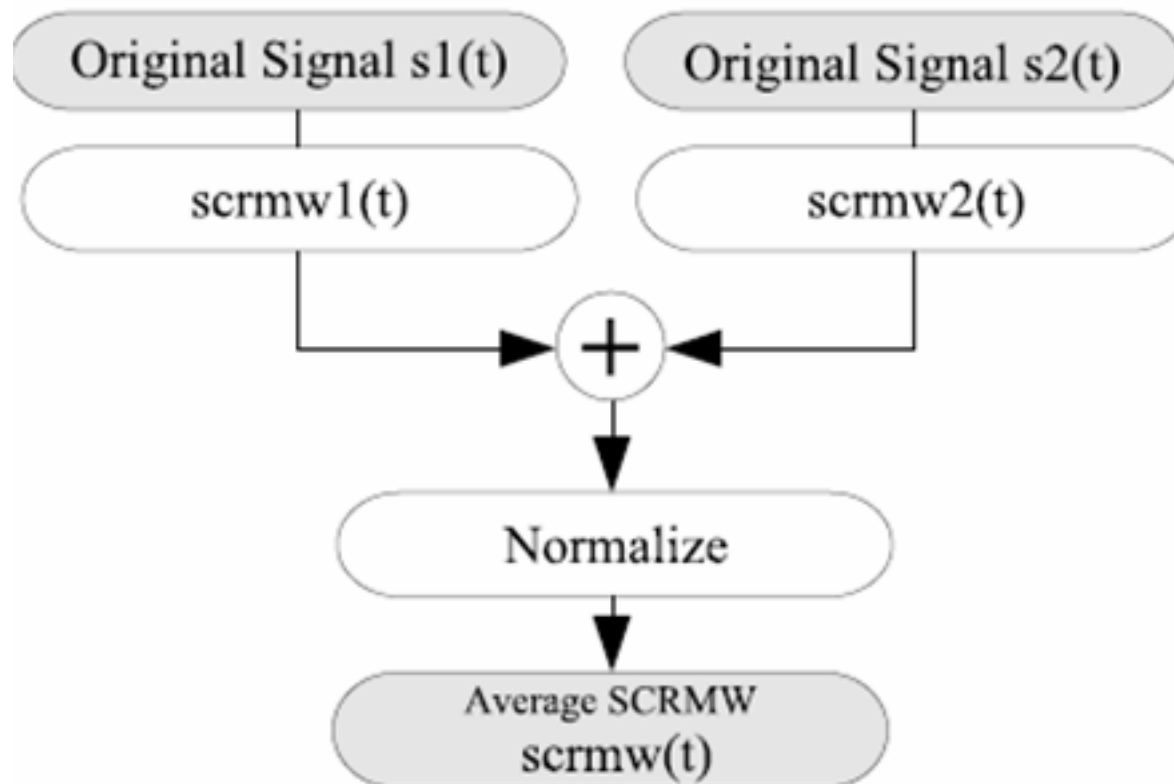 Original Signal s1(t)
Original Signal s2(t)
scrmw1(t)
scrmw2(t)
+
Normalize
Average SCRMW
scrmw(t)